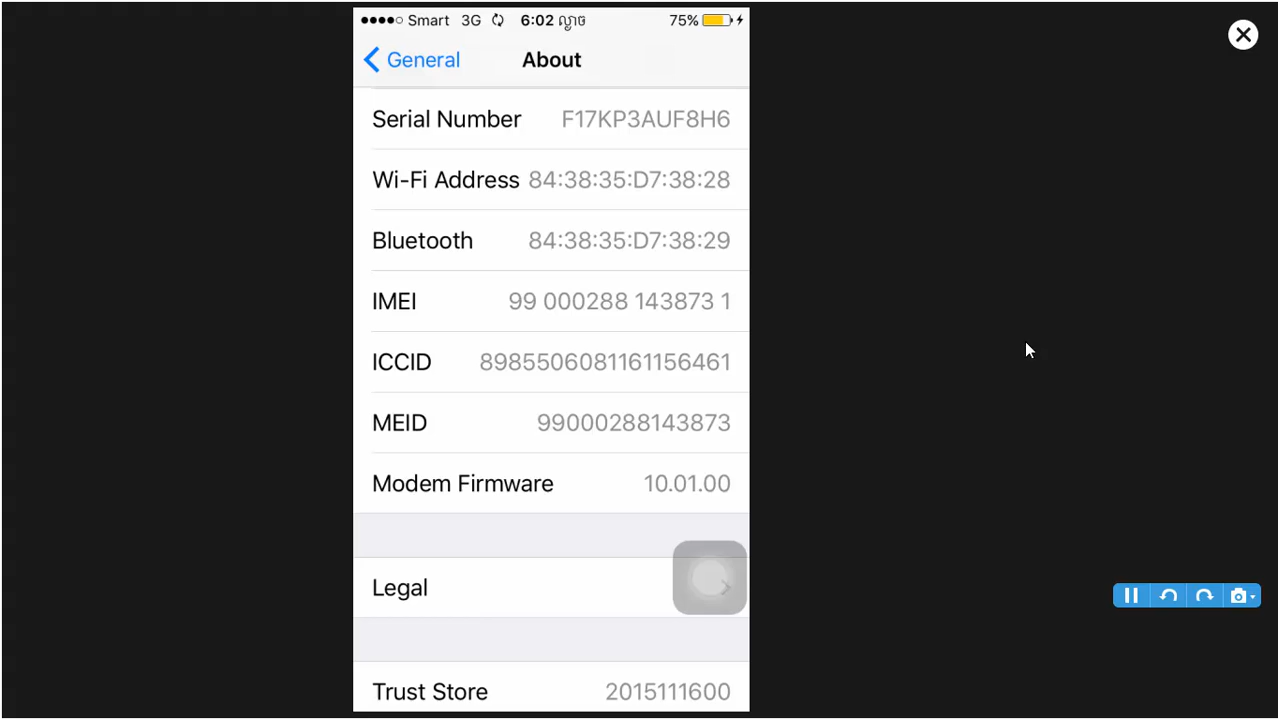 Smart 3G 6:02 ល្ងាច 75%
General About
Serial Number F17KP3AUF8H6
Wi-Fi Address 84:38:35:D7:38:28
Bluetooth 84:38:35:D7:38:29
IMEI 99 000288 143873 1
ICCID 8985506081161156461
MEID 99000288143873
Modem Firmware 10.01.00
Legal
Trust Store 2015111600